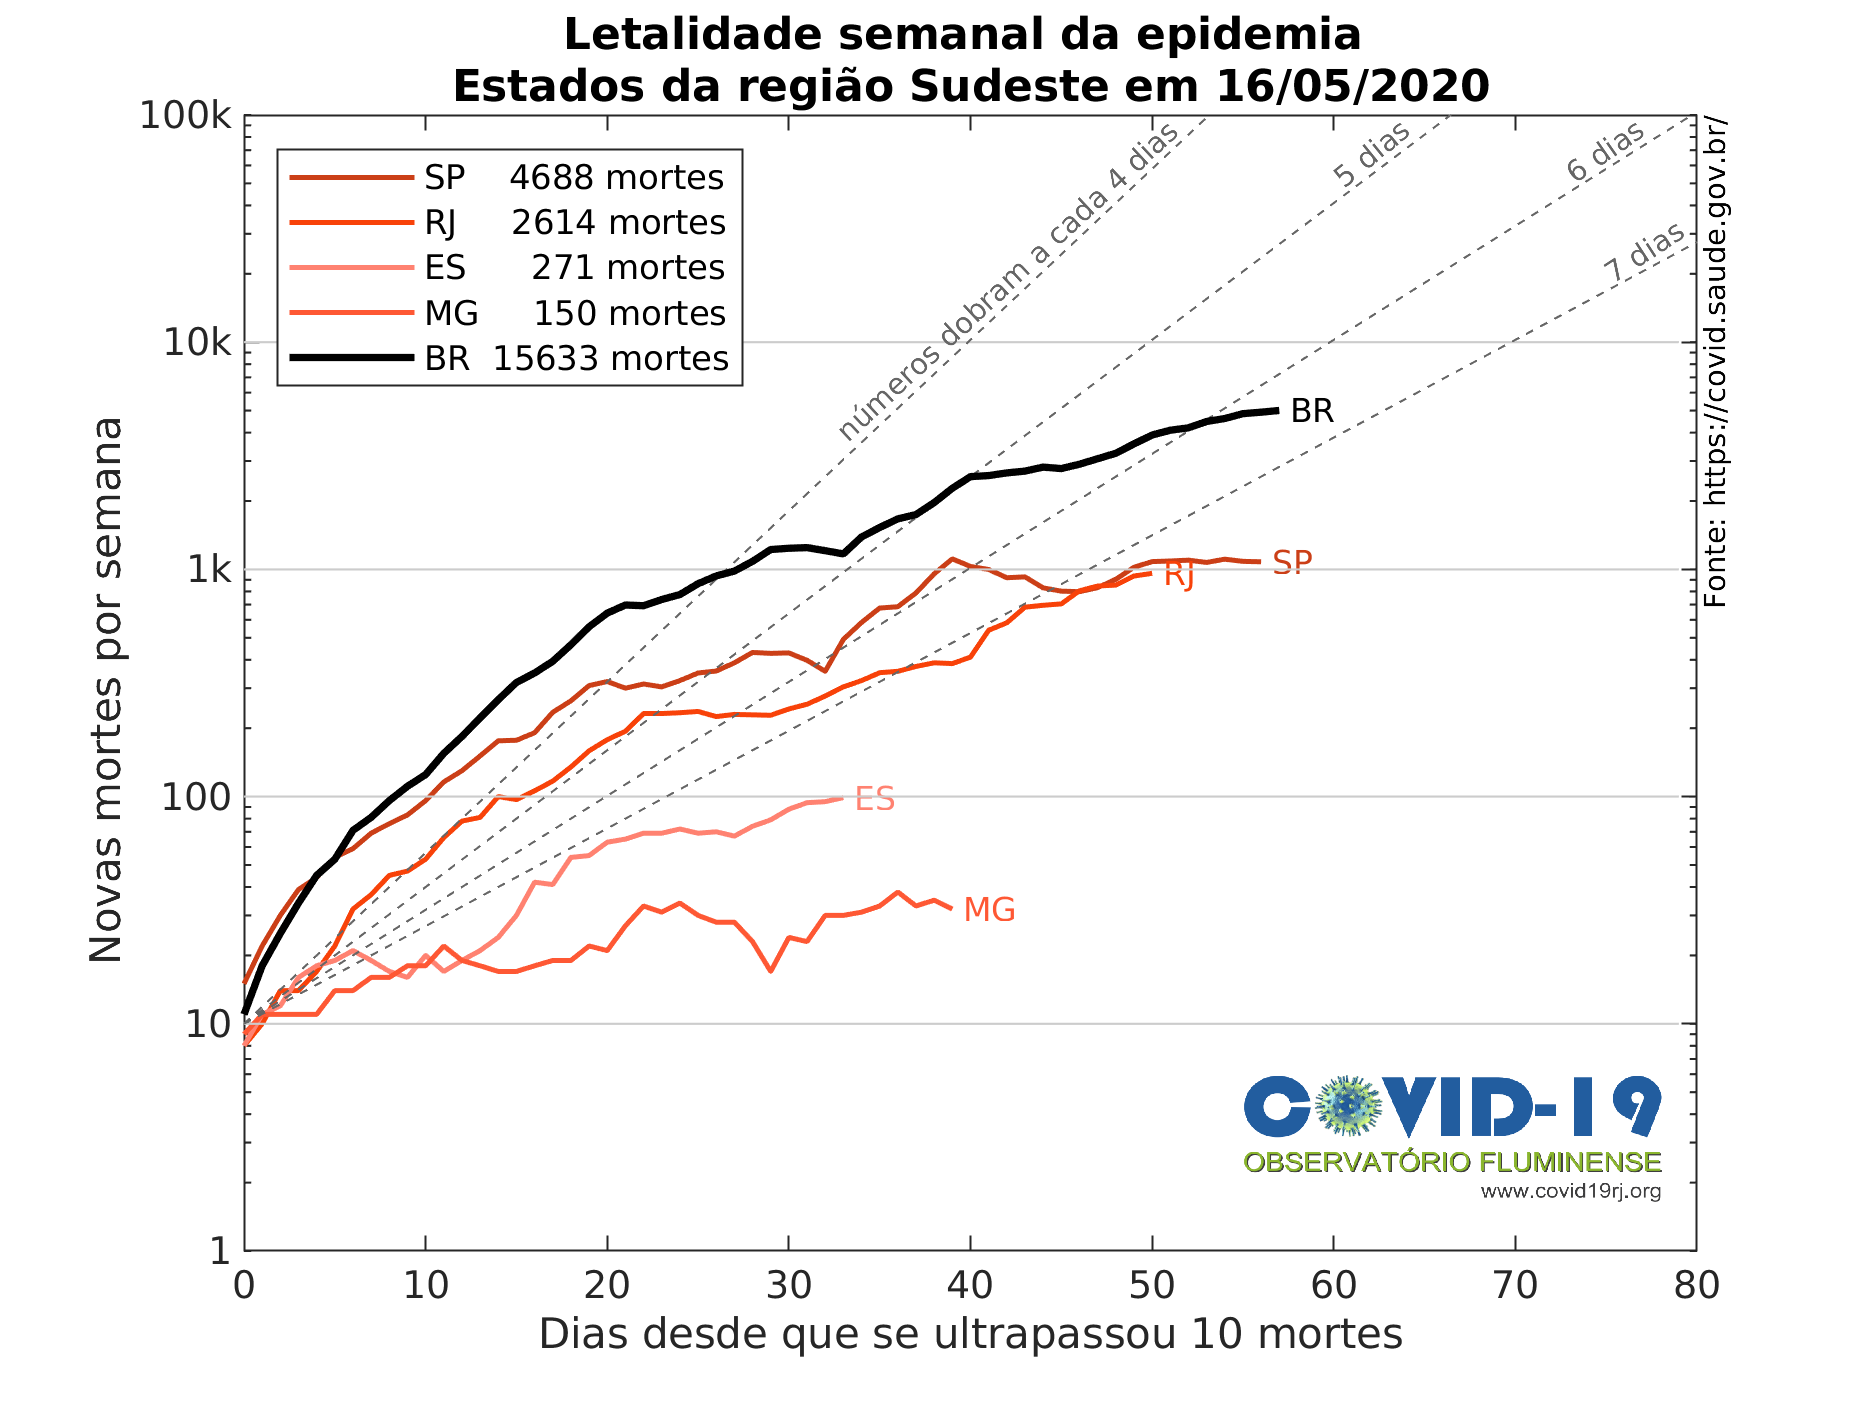 Letalidade semanal da epidemia
Estados da região Sudeste em 16/05/2020
100k
10k
1k
100
10
1
Novas mortes por semana
SP 4688 mortes
RJ 2614 mortes
ES 271 mortes
MG 150 mortes
BR 15633 mortes
números dobram a cada 4 dias
5 dias
6 dias
7 dias
BR
SP
RJ
ES
MG
Fonte: https://covid.saude.gov.br/
COVID-19
OBSERVATÓRIO FLUMINENSE
www.covid19rj.org
0 10 20 30 40 50 60 70 80
Dias desde que se ultrapassou 10 mortes